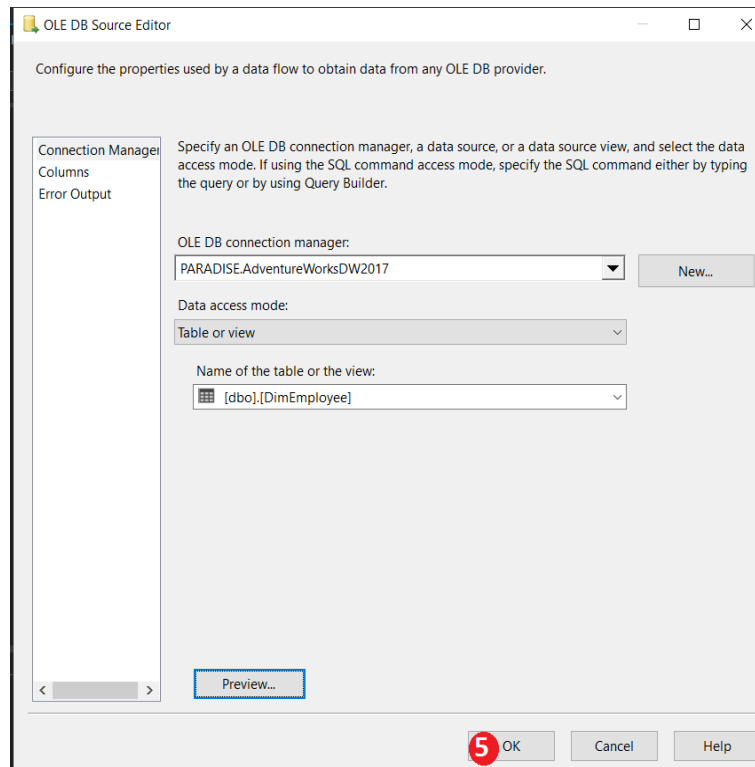 OLE DB Source Editor
Configure the properties used by a data flow to obtain data from any OLE DB provider.
Connection Manager
Columns
Error Output
Specify an OLE DB connection manager, a data source, or a data source view, and select the data
access mode. If using the SQL command access mode, specify the SQL command either by typing
the query or by using Query Builder.
OLE DB connection manager:
PARADISE.AdventureWorksDW2017
New...
Data access mode:
Table or view
Name of the table or the view:
[dbo].[DimEmployee]
Preview...
5 OK
Cancel
Help